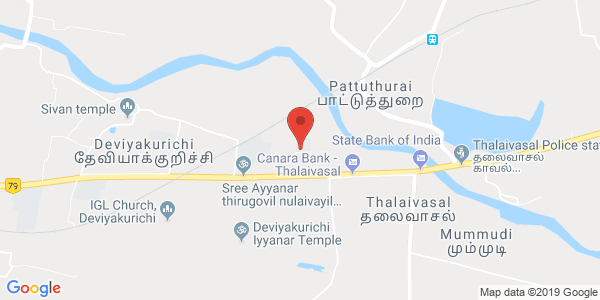 Pattuthurai
பாட்டுத்துறை
Sivan temple
Deviyakurichi
தேவியாக்குறிச்சி
State Bank of India
Thalaivasal Police stat
தலைவாசல்
காவல்...
Canara Bank -
Thalaivasal
79
Sree Ayyanar
thirugovil nulaivayil...
IGL Church,
Deviyakurichi
Thalaivasal
தலைவாசல்
Deviyakurichi
Iyyanar Temple
Mummudi
மும்முடி
Google
Map data ©2019 Google